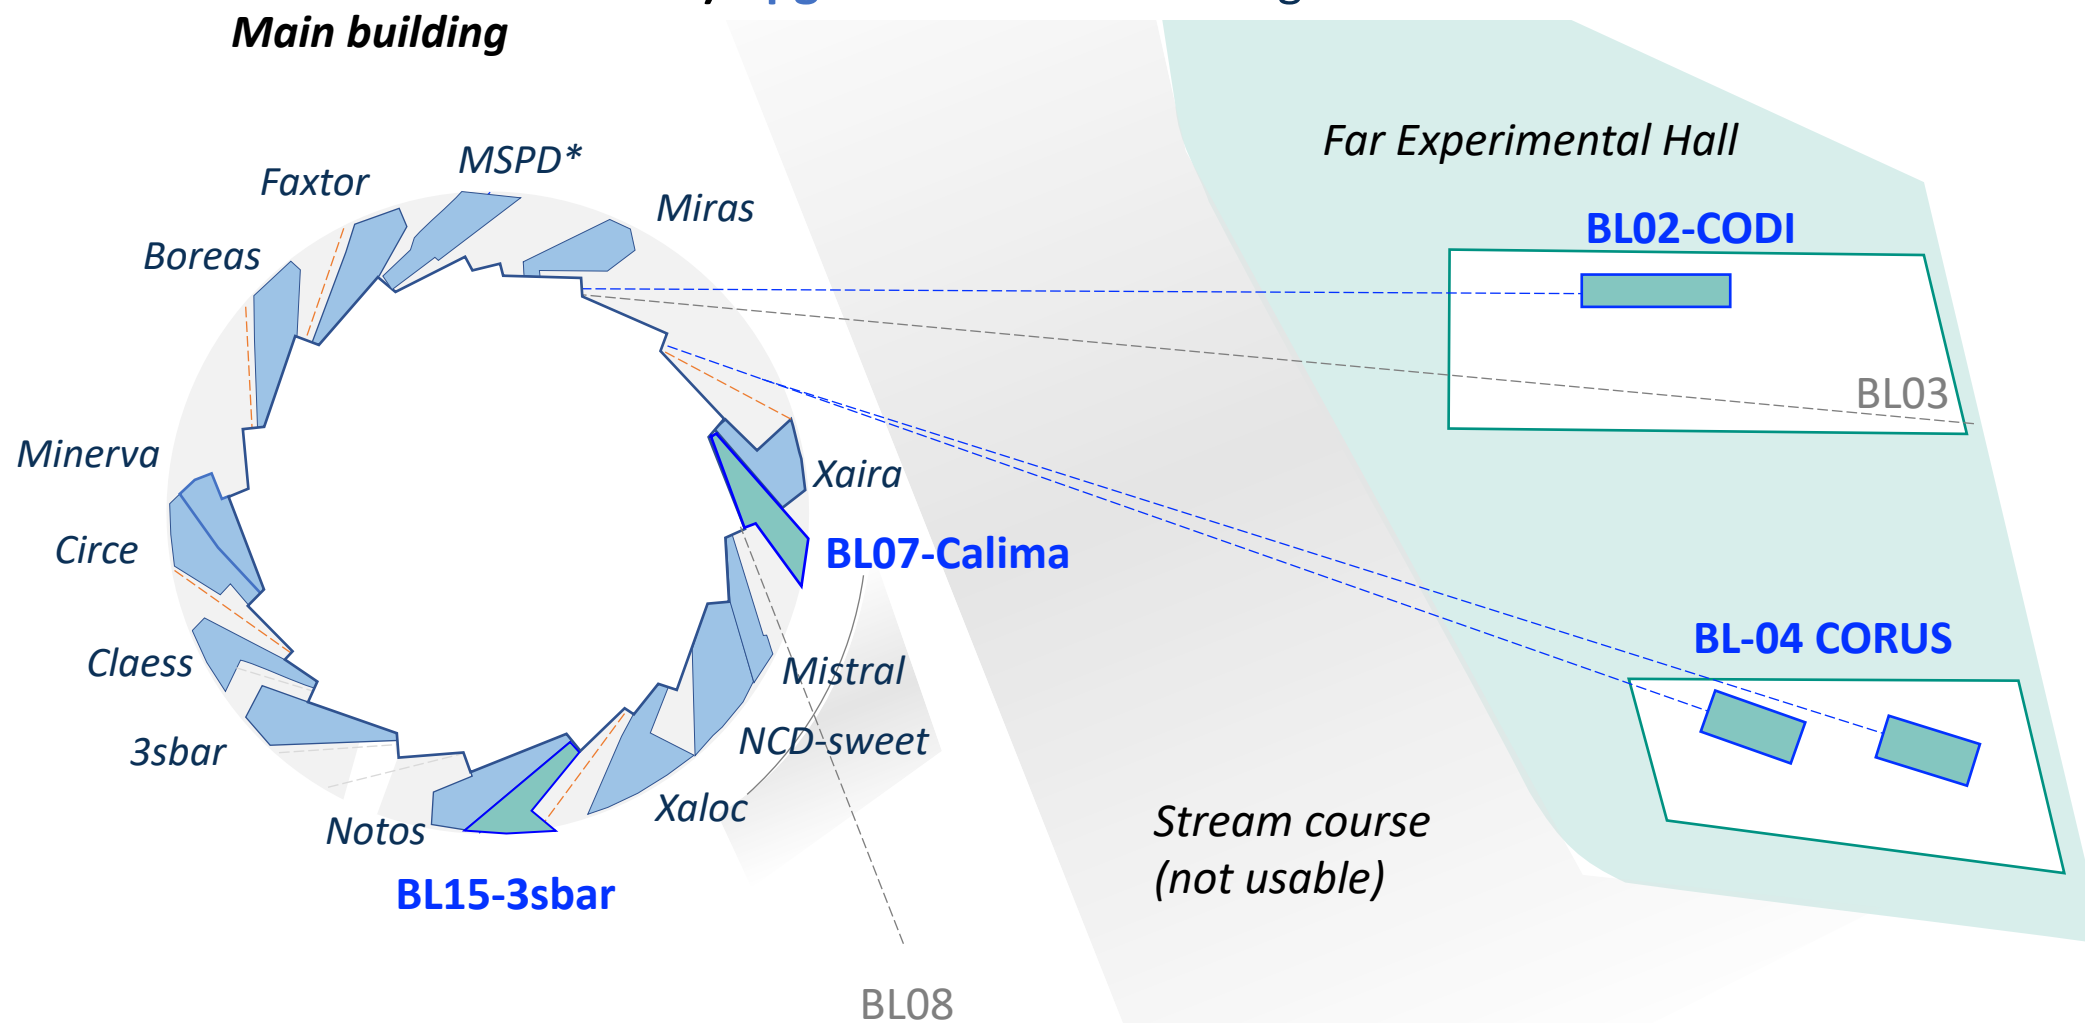 Main building
Far Experimental Hall
MSPD*
Faxtor
Miras
BL02-CODI
Boreas
BL03
Minerva
Xaira
Circe
BL07-Calima
BL-04 CORUS
Claess
Mistral
3sbar
NCD-sweet
Xaloc
Notos
Stream course
(not usable)
BL15-3sbar
BL08